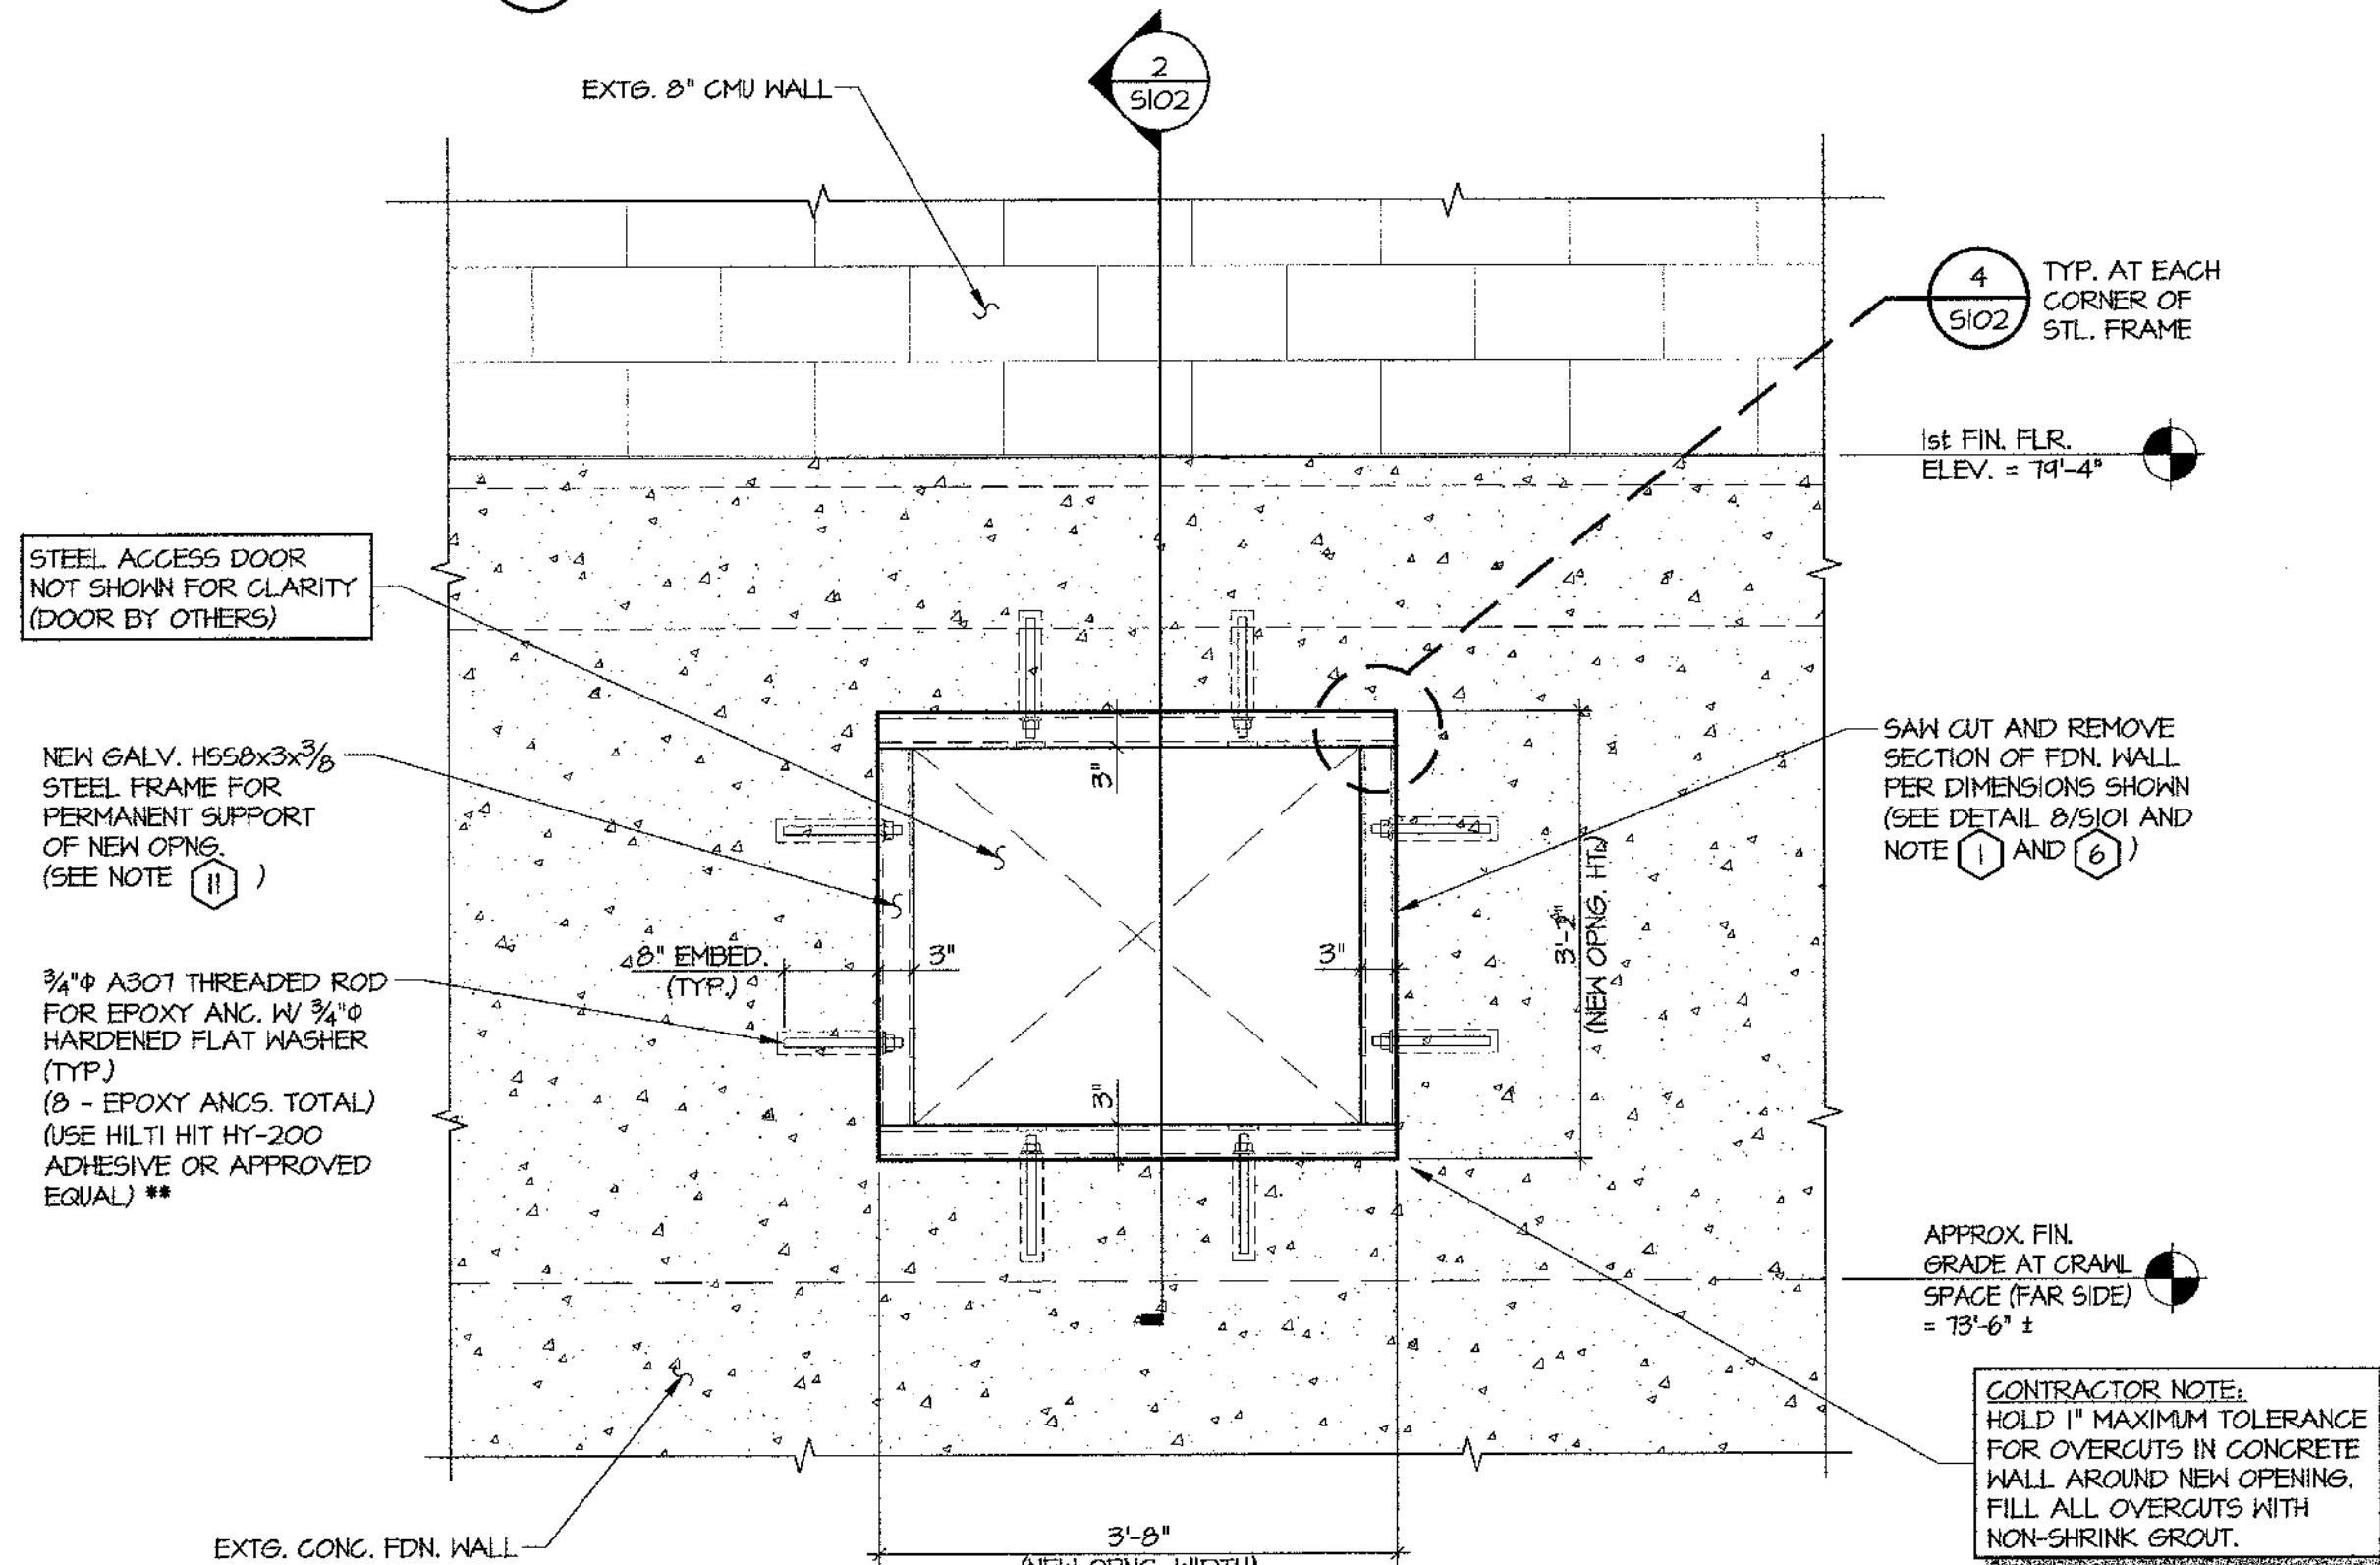 2
S102
EXTG. 8" CMU WALL
4
S102
TYP. AT EACH
CORNER OF
STL. FRAME
1st FIN. FLR.
ELEV. = 79'-4"
STEEL ACCESS DOOR
NOT SHOWN FOR CLARITY
(DOOR BY OTHERS)
NEW GALV. HSS8x3x3/8
STEEL FRAME FOR
PERMANENT SUPPORT
OF NEW OPNG.
(SEE NOTE 11 )
3/4"Φ A307 THREADED ROD
FOR EPOXY ANC. W/ 3/4"Φ
HARDENED FLAT WASHER
(TYP.)
(8 - EPOXY ANCS. TOTAL)
(USE HILTI HIT HY-200
ADHESIVE OR APPROVED
EQUAL) **
8" EMBED.
(TYP.)
3"
3"
3"
3"
(NEW OPNG. HT.)
SAW CUT AND REMOVE
SECTION OF FDN. WALL
PER DIMENSIONS SHOWN
(SEE DETAIL 8/S101 AND
NOTE 1 AND 6 )
APPROX. FIN.
GRADE AT CRAWL
SPACE (FAR SIDE)
= 73'-6" ±
CONTRACTOR NOTE:
HOLD 1" MAXIMUM TOLERANCE
FOR OVERCUTS IN CONCRETE
WALL AROUND NEW OPENING.
FILL ALL OVERCUTS WITH
NON-SHRINK GROUT.
EXTG. CONC. FDN. WALL
3'-8"
(NEW OPNG. WIDTH)